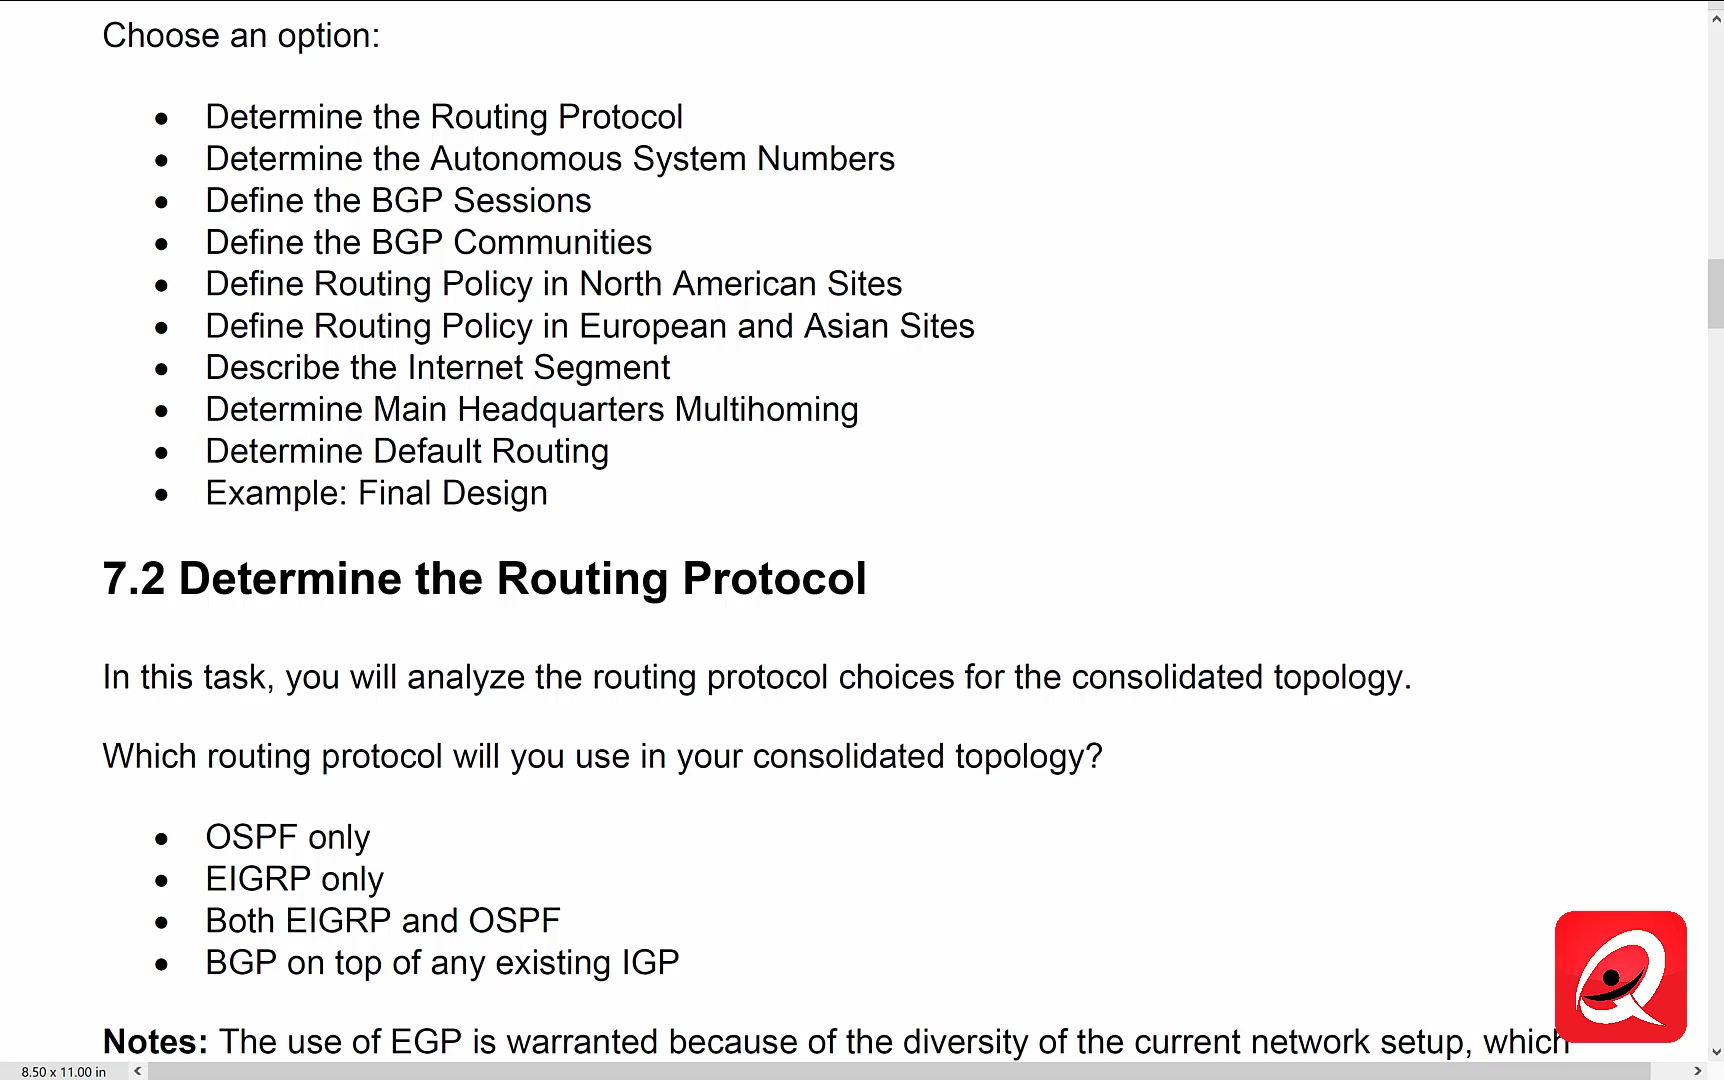 Choose an option:
• Determine the Routing Protocol
• Determine the Autonomous System Numbers
• Define the BGP Sessions
• Define the BGP Communities
• Define Routing Policy in North American Sites
• Define Routing Policy in European and Asian Sites
• Describe the Internet Segment
• Determine Main Headquarters Multihoming
• Determine Default Routing
• Example: Final Design
7.2 Determine the Routing Protocol
In this task, you will analyze the routing protocol choices for the consolidated topology.
Which routing protocol will you use in your consolidated topology?
• OSPF only
• EIGRP only
• Both EIGRP and OSPF
• BGP on top of any existing IGP
Notes: The use of EGP is warranted because of the diversity of the current network setup, which
8.50 x 11.00 in